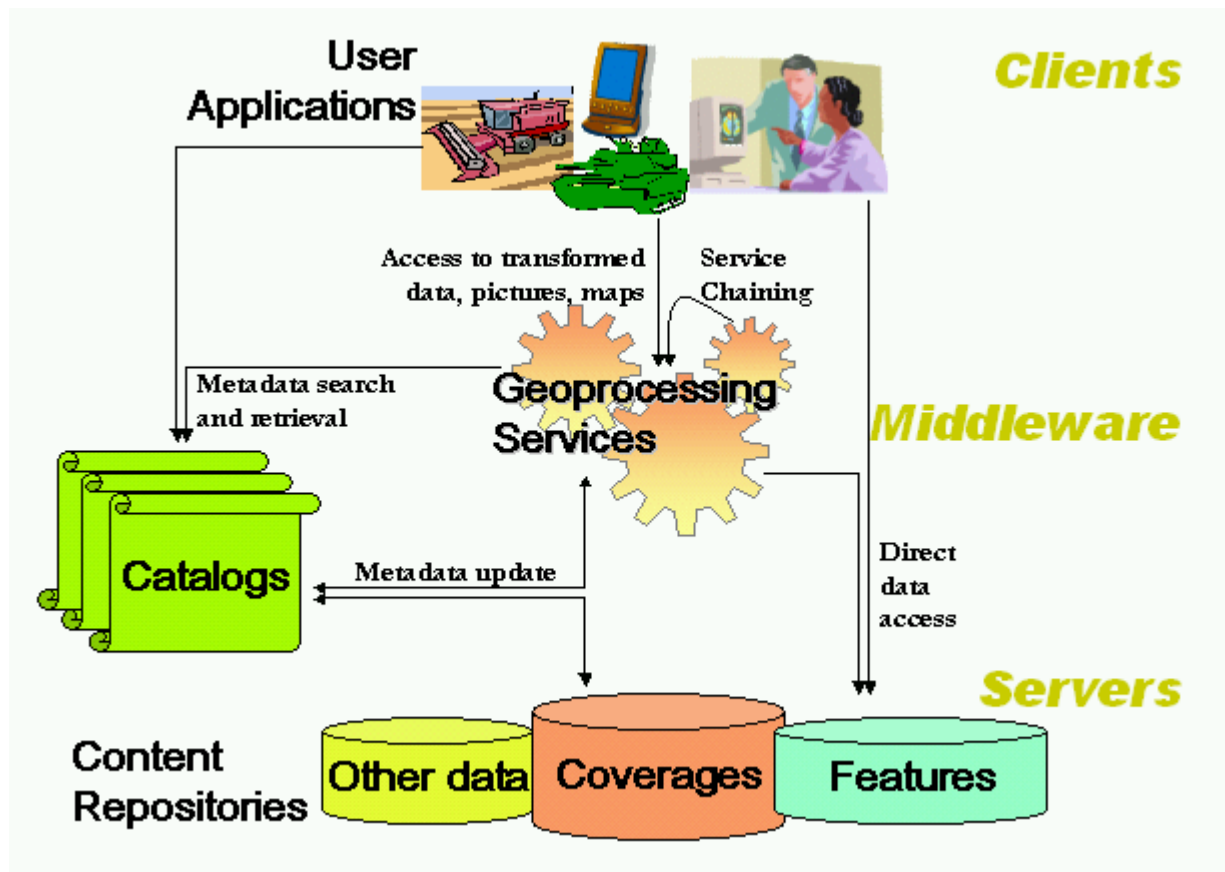 User
Applications
Clients
Access to transformed
data, pictures, maps
Service
Chaining
Metadata search
and retrieval
Geoprocessing
Services
Middleware
Catalogs
Metadata update
Direct
data
access
Servers
Content
Repositories
Other data
Coverages
Features